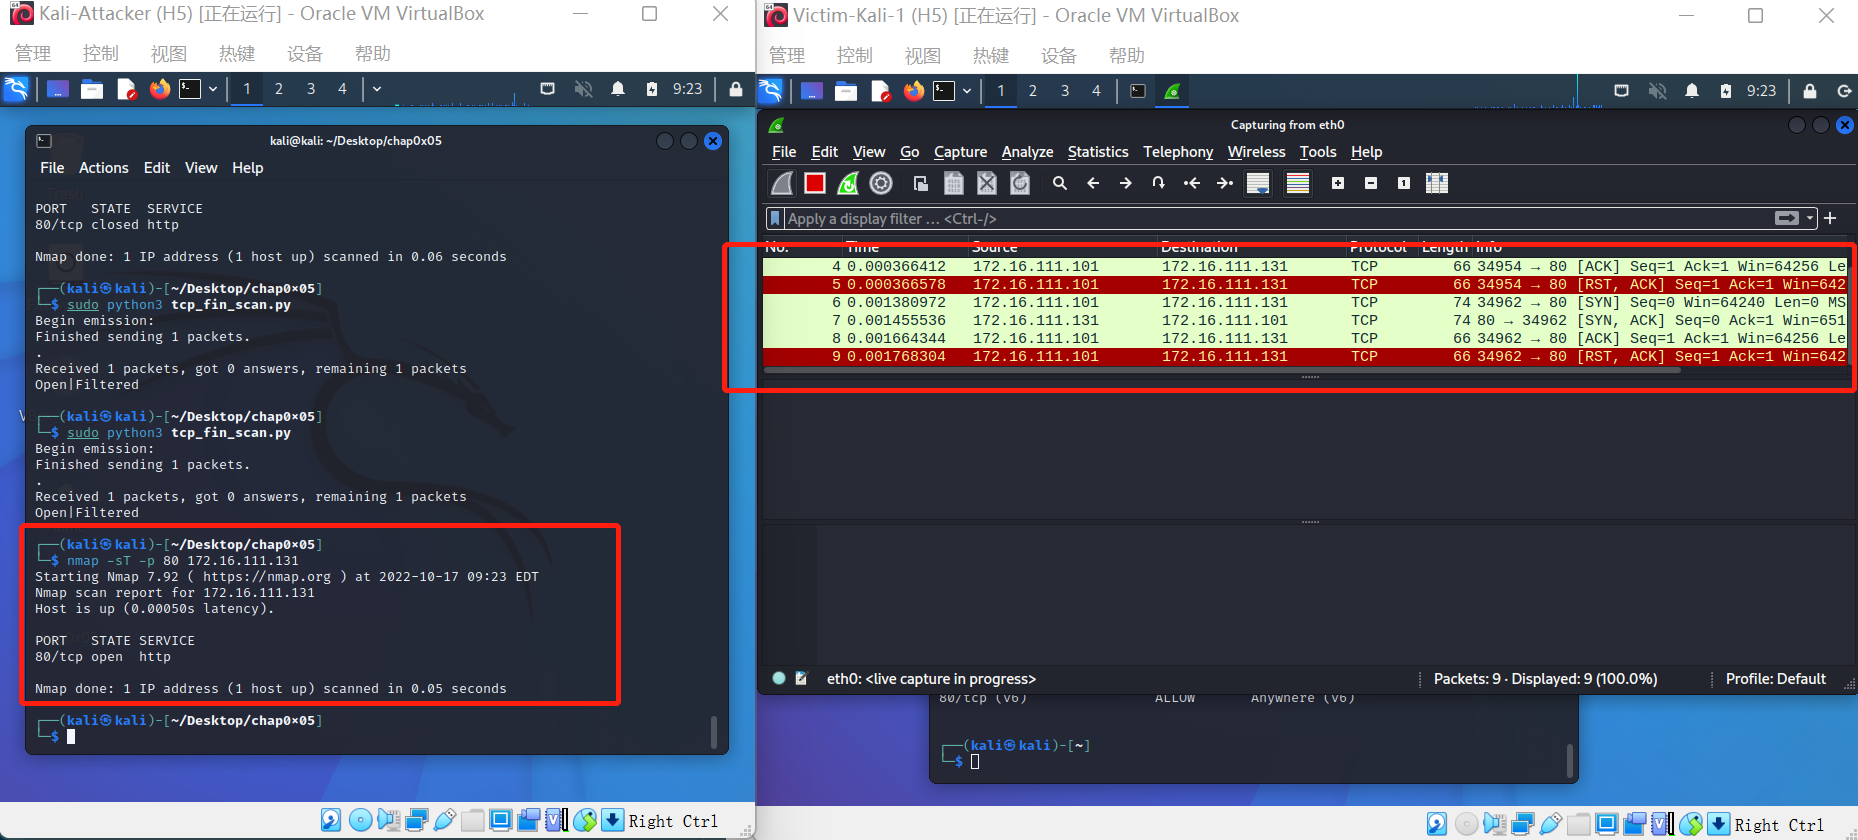 Kali-Attacker (H5) [正在运行] - Oracle VM VirtualBox
管理 控制 视图 热键 设备 帮助
1 2 3 4 9:23
kali@kali: ~/Desktop/chap0x05
File Actions Edit View Help
PORT STATE SERVICE
80/tcp closed http
Nmap done: 1 IP address (1 host up) scanned in 0.06 seconds
┌──(kali㉿kali)-[~/Desktop/chap0×05]
└─$ sudo python3 tcp_fin_scan.py
Begin emission:
Finished sending 1 packets.
.
Received 1 packets, got 0 answers, remaining 1 packets
Open|Filtered
┌──(kali㉿kali)-[~/Desktop/chap0×05]
└─$ sudo python3 tcp_fin_scan.py
Begin emission:
Finished sending 1 packets.
.
Received 1 packets, got 0 answers, remaining 1 packets
Open|Filtered
┌──(kali㉿kali)-[~/Desktop/chap0×05]
└─$ nmap -sT -p 80 172.16.111.131
Starting Nmap 7.92 ( https://nmap.org ) at 2022-10-17 09:23 EDT
Nmap scan report for 172.16.111.131
Host is up (0.00050s latency).
PORT STATE SERVICE
80/tcp open http
Nmap done: 1 IP address (1 host up) scanned in 0.05 seconds
┌──(kali㉿kali)-[~/Desktop/chap0×05]
└─$
Right Ctrl
Victim-Kali-1 (H5) [正在运行] - Oracle VM VirtualBox
管理 控制 视图 热键 设备 帮助
1 2 3 4 9:23
Capturing from eth0
File Edit View Go Capture Analyze Statistics Telephony Wireless Tools Help
Apply a display filter … <Ctrl-/>
No. Time Source Destination Protocol Length Info
4 0.000366412 172.16.111.101 172.16.111.131 TCP 66 34954 → 80 [ACK] Seq=1 Ack=1 Win=64256 Le
5 0.000366578 172.16.111.101 172.16.111.131 TCP 66 34954 → 80 [RST, ACK] Seq=1 Ack=1 Win=642
6 0.001380972 172.16.111.101 172.16.111.131 TCP 74 34962 → 80 [SYN] Seq=0 Win=64240 Len=0 MS
7 0.001455536 172.16.111.131 172.16.111.101 TCP 74 80 → 34962 [SYN, ACK] Seq=0 Ack=1 Win=651
8 0.001664344 172.16.111.101 172.16.111.131 TCP 66 34962 → 80 [ACK] Seq=1 Ack=1 Win=64256 Le
9 0.001768304 172.16.111.101 172.16.111.131 TCP 66 34962 → 80 [RST, ACK] Seq=1 Ack=1 Win=642
eth0: <live capture in progress> Packets: 9 · Displayed: 9 (100.0%) Profile: Default
80/tcp (v6) ALLOW Anywhere (v6)
┌──(kali㉿kali)-[~]
└─$
Right Ctrl